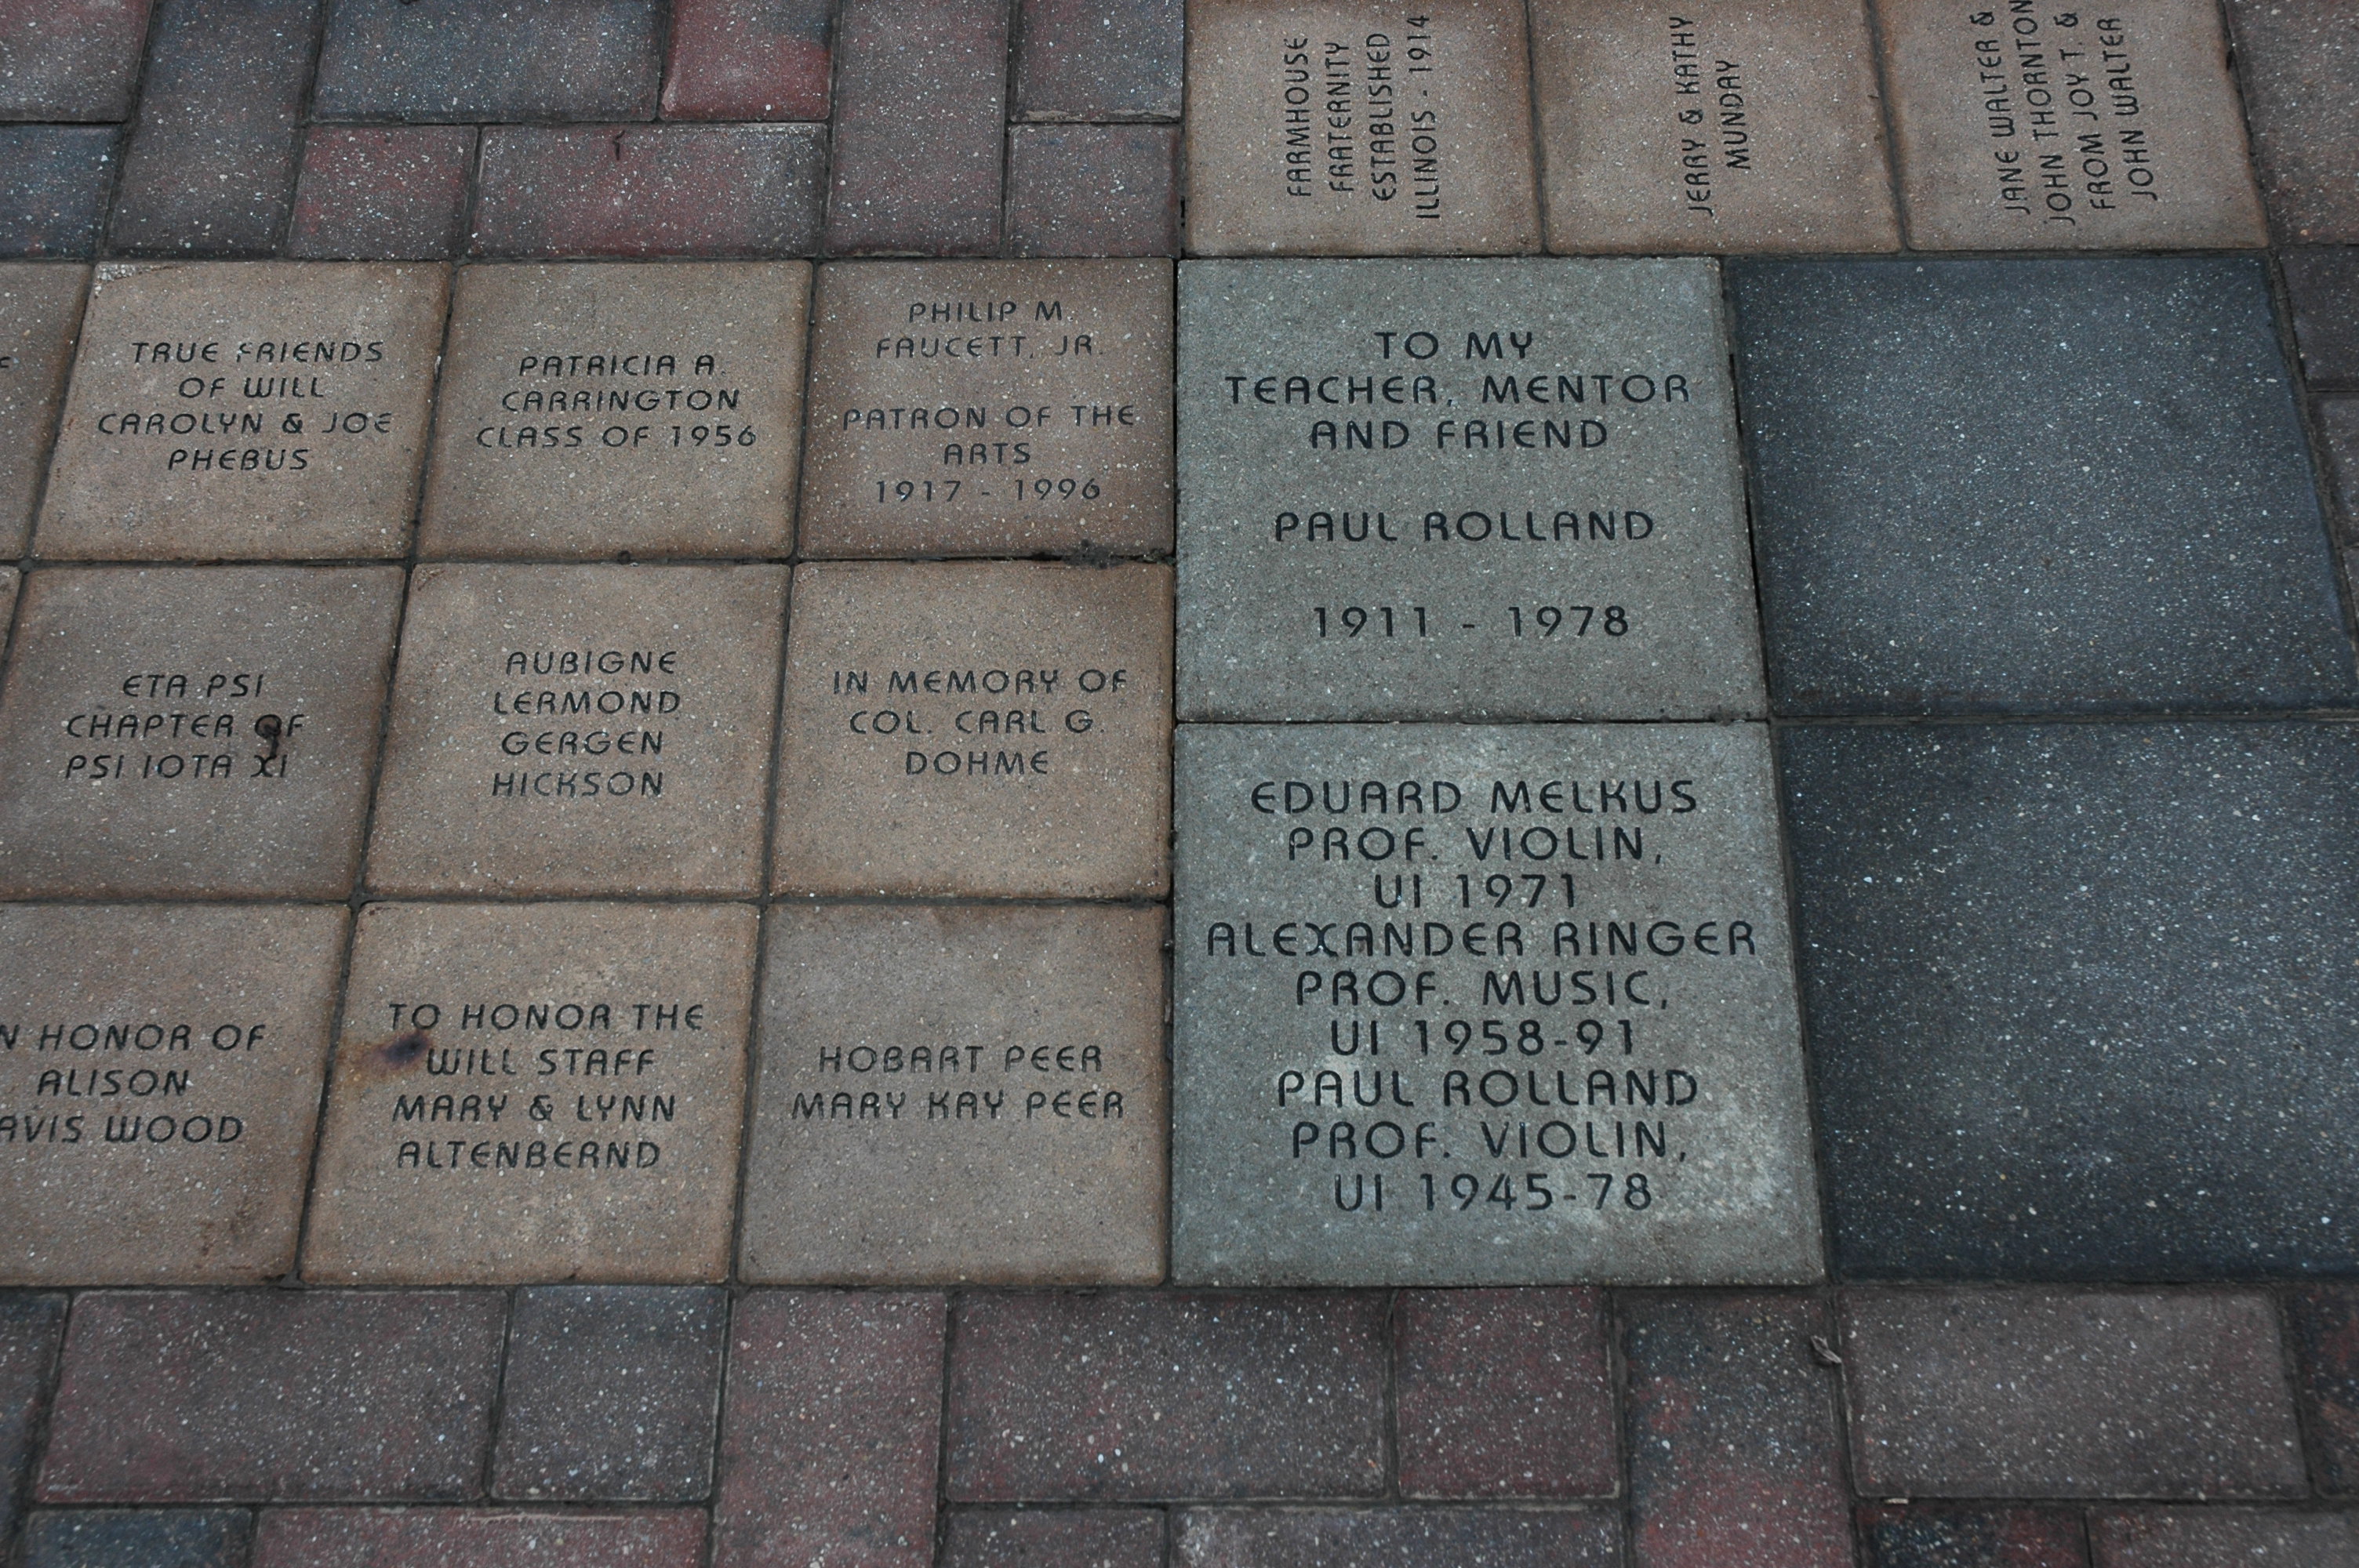 FARMHOUSE
FRATERNITY
ESTABLISHED
ILLINOIS - 1914
JERRY & KATHY
MUNDAY
JANE WALTER &
JOHN THORNTON
FROM JOY T. &
JOHN WALTER
TRUE FRIENDS
OF WILL
CAROLYN & JOE
PHEBUS
PATRICIA A.
CARRINGTON
CLASS OF 1956
PHILIP M.
FAUCETT, JR.
PATRON OF THE
ARTS
1917 - 1996
TO MY
TEACHER, MENTOR
AND FRIEND
PAUL ROLLAND
1911 - 1978
ETA PSI
CHAPTER OF
PSI IOTA XI
AUBIGNE
LERMOND
GERGEN
HICKSON
IN MEMORY OF
COL. CARL G.
DOHME
EDUARD MELKUS
PROF. VIOLIN,
UI 1971
ALEXANDER RINGER
PROF. MUSIC,
UI 1958-91
PAUL ROLLAND
PROF. VIOLIN,
UI 1945-78
N HONOR OF
ALISON
AVIS WOOD
TO HONOR THE
WILL STAFF
MARY & LYNN
ALTENBERND
HOBART PEER
MARY KAY PEER